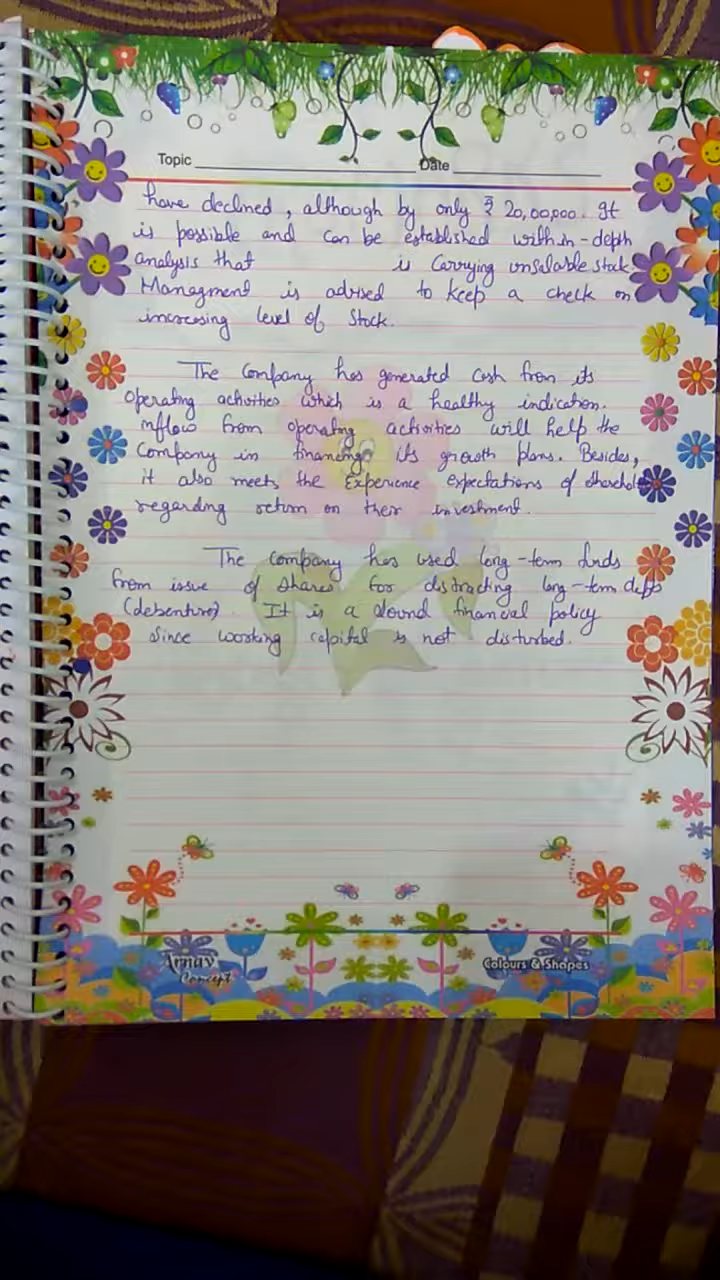 Topic Date
have declined, although by only ₹ 20,00,000. It
is possible and can be established with in-depth
analysis that is Carrying unsalable stock.
Managment is advised to keep a check on
increasing level of Stock.
The Company has generated cash from its
operating activities which is a healthy indication.
inflow from operating activities will help the
Company in financing its growth plans. Besides,
it also meets the Experience expectations of
regarding return on their investment.
The company has used long-term funds
from issue of shares for long-term debts
(debenture). It is a sound financial policy
Since working capital is not disturbed.
Arnav
Concept
Colours & Shapes